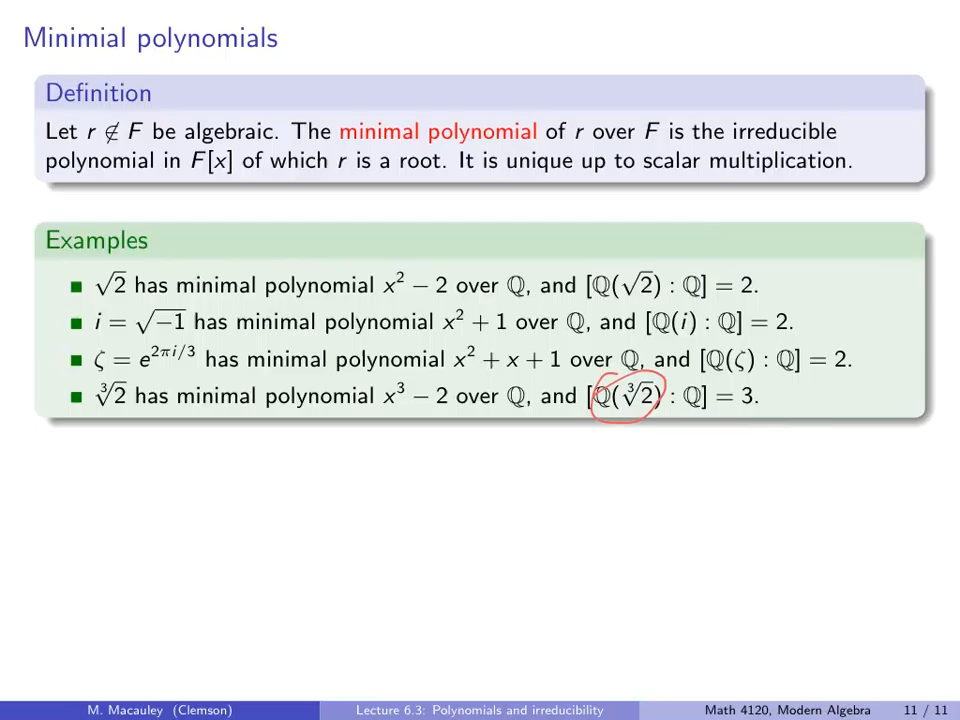 Minimial polynomials
Definition
Let r ∉ F be algebraic. The minimal polynomial of r over F is the irreducible
polynomial in F[x] of which r is a root. It is unique up to scalar multiplication.
Examples
√2 has minimal polynomial x² − 2 over ℚ, and [ℚ(√2) : ℚ] = 2.
i = √−1 has minimal polynomial x² + 1 over ℚ, and [ℚ(i) : ℚ] = 2.
ζ = e^{2πi/3} has minimal polynomial x² + x + 1 over ℚ, and [ℚ(ζ) : ℚ] = 2.
∛2 has minimal polynomial x³ − 2 over ℚ, and [ℚ(∛2) : ℚ] = 3.
M. Macauley (Clemson) Lecture 6.3: Polynomials and irreducibility Math 4120, Modern Algebra 11 / 11